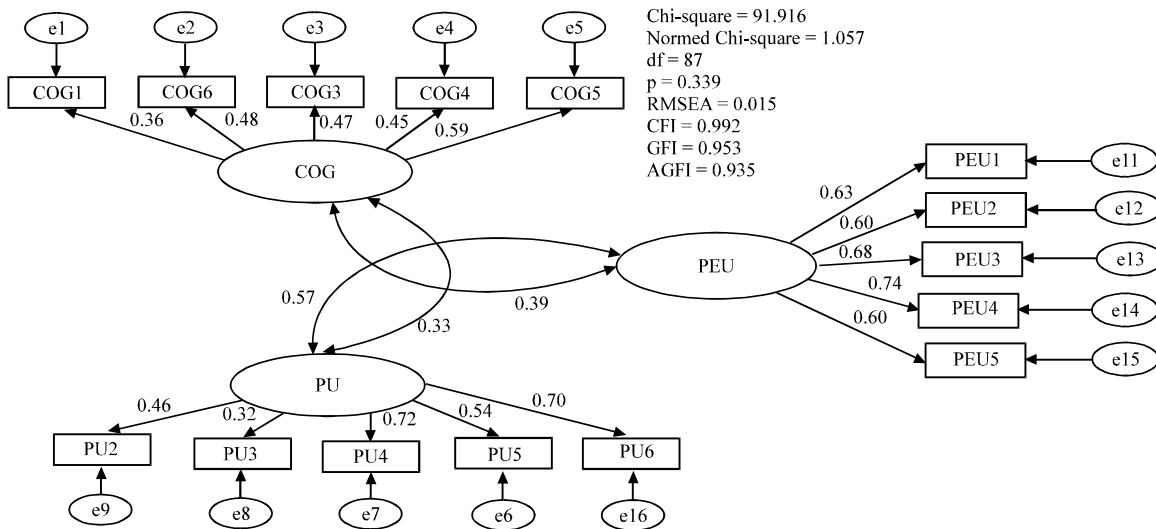 e1
e2
e3
e4
e5
COG1
COG6
COG3
COG4
COG5
0.36
0.48
0.47
0.45
0.59
COG
Chi-square = 91.916
Normed Chi-square = 1.057
df = 87
p = 0.339
RMSEA = 0.015
CFI = 0.992
GFI = 0.953
AGFI = 0.935
PEU
0.63
0.60
0.68
0.74
0.60
PEU1
PEU2
PEU3
PEU4
PEU5
e11
e12
e13
e14
e15
0.57
0.39
0.33
PU
0.46
0.32
0.72
0.54
0.70
PU2
PU3
PU4
PU5
PU6
e9
e8
e7
e6
e16